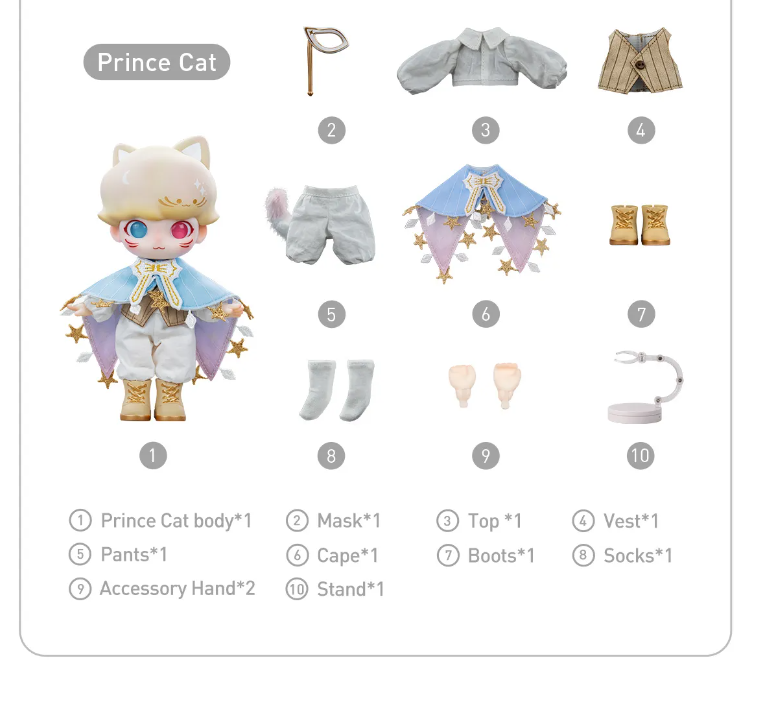 Prince Cat
2 3 4
5 6 7
1 8 9 10
① Prince Cat body*1 ② Mask*1 ③ Top *1 ④ Vest*1
⑤ Pants*1 ⑥ Cape*1 ⑦ Boots*1 ⑧ Socks*1
⑨ Accessory Hand*2 ⑩ Stand*1